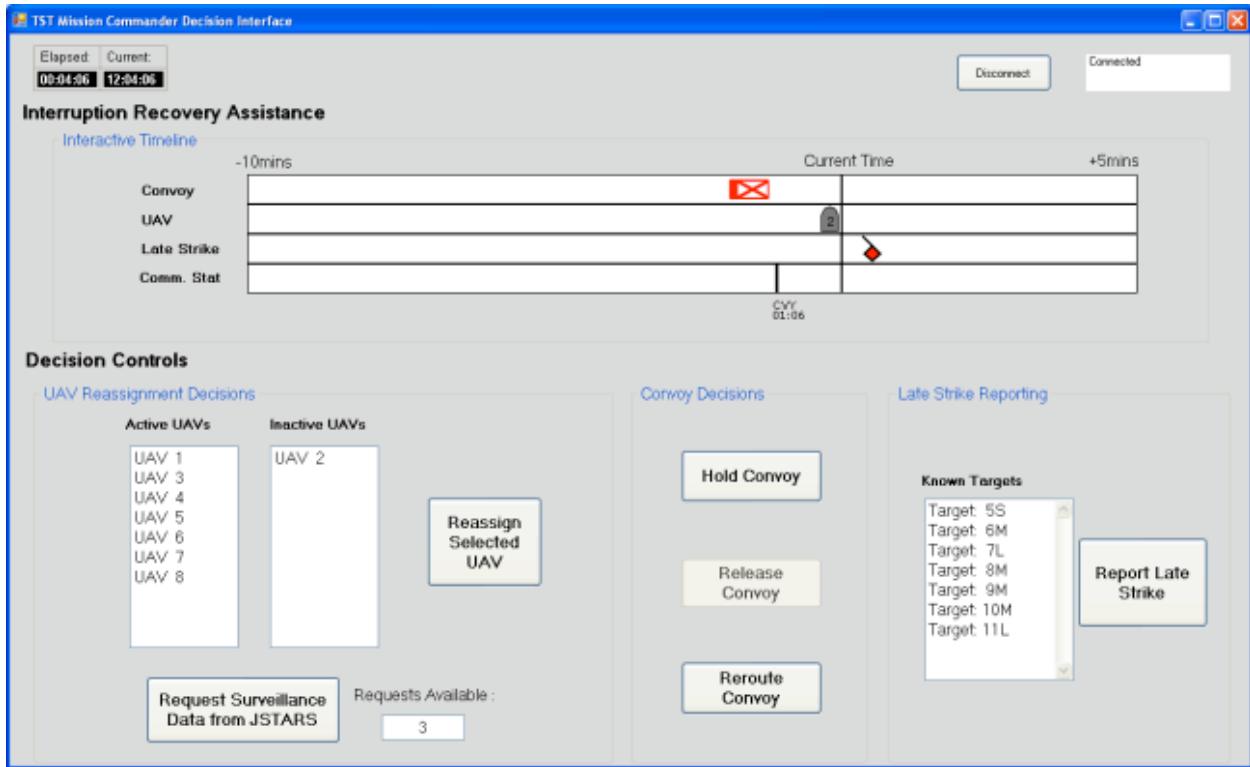 TST Mission Commander Decision Interface
Elapsed: Current:
00:04:06 12:04:06
Disconnect
Connected
Interruption Recovery Assistance
Interactive Timeline
-10mins Current Time +5mins
Convoy
UAV
2
Late Strike
Comm. Stat
CVY
01:06
Decision Controls
UAV Reassignment Decisions
Active UAVs Inactive UAVs
UAV 1
UAV 3
UAV 4
UAV 5
UAV 6
UAV 7
UAV 8
UAV 2
Reassign
Selected
UAV
Request Surveillance
Data from JSTARS
Requests Available :
3
Convoy Decisions
Hold Convoy
Release
Convoy
Reroute
Convoy
Late Strike Reporting
Known Targets
Target: 5S
Target: 6M
Target: 7L
Target: 8M
Target: 9M
Target: 10M
Target: 11L
Report Late
Strike